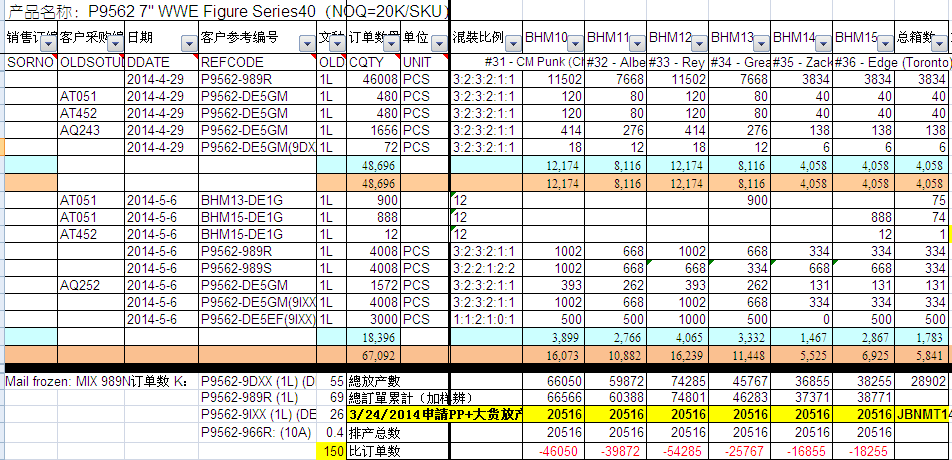 产品名称：P9562 7" WWE Figure Series40（NOQ=20K/SKU）
销售订 客户采购 日期 客户参考编号 文种 订单数 单位 混裝比例 BHM10 BHM11 BHM12 BHM13 BHM14 BHM15 总箱数
SORNO OLDSOTU DDATE REFCODE OLD CQTY UNIT #31 - CM Punk (Ch #32 - Albe #33 - Rey #34 - Grea #35 - Zack #36 - Edge (Toronto)
2014-4-29 P9562-989R 1L 46008 PCS 3:2:3:2:1:1 11502 7668 11502 7668 3834 3834 3834
AT051 2014-4-29 P9562-DE5GM 1L 480 PCS 3:2:3:2:1:1 120 80 120 80 40 40 40
AT452 2014-4-29 P9562-DE5GM 1L 480 PCS 3:2:3:2:1:1 120 80 120 80 40 40 40
AQ243 2014-4-29 P9562-DE5GM 1L 1656 PCS 3:2:3:2:1:1 414 276 414 276 138 138 138
2014-4-29 P9562-DE5GM(9DX 1L 72 PCS 3:2:3:2:1:1 18 12 18 12 6 6 6
48,696 12,174 8,116 12,174 8,116 4,058 4,058 4,058
48,696 12,174 8,116 12,174 8,116 4,058 4,058 4,058
AT051 2014-5-6 BHM13-DE1G 1L 900 12 900 75
AT051 2014-5-6 BHM15-DE1G 1L 888 12 888 74
AT452 2014-5-6 BHM15-DE1G 1L 12 12 12 1
2014-5-6 P9562-989R 1L 4008 PCS 3:2:3:2:1:1 1002 668 1002 668 334 334 334
2014-5-6 P9562-989S 1L 4008 PCS 3:2:2:1:2:2 1002 668 668 334 668 668 334
AQ252 2014-5-6 P9562-DE5GM 1L 1572 PCS 3:2:3:2:1:1 393 262 393 262 131 131 131
2014-5-6 P9562-DE5GM(9IXX) 1L 4008 PCS 3:2:3:2:1:1 1002 668 1002 668 334 334 334
2014-5-6 P9562-DE5EF(9IXX) 1L 3000 PCS 1:1:2:1:0:1 500 500 1000 500 0 500 500
18,396 3,899 2,766 4,065 3,332 1,467 2,867 1,783
67,092 16,073 10,882 16,239 11,448 5,525 6,925 5,841
Mail frozen: MIX 989N订单数 K： P9562-9DXX (1L) (D 55 總放产數 66050 59872 74285 45767 36855 38255 28902
P9562-989R (1L) 69 總訂單累计（加样辨） 66566 60388 74801 46283 37371 38771
P9562-9IXX (1L) (DE 26 3/24/2014申請PP+大货放产 20516 20516 20516 20516 20516 20516 JBNMT14
P9562-966R: (10A) 0.4 排产总数 20516 20516 20516 20516 20516 20516
150 比订单数 -46050 -39872 -54285 -25767 -16855 -18255